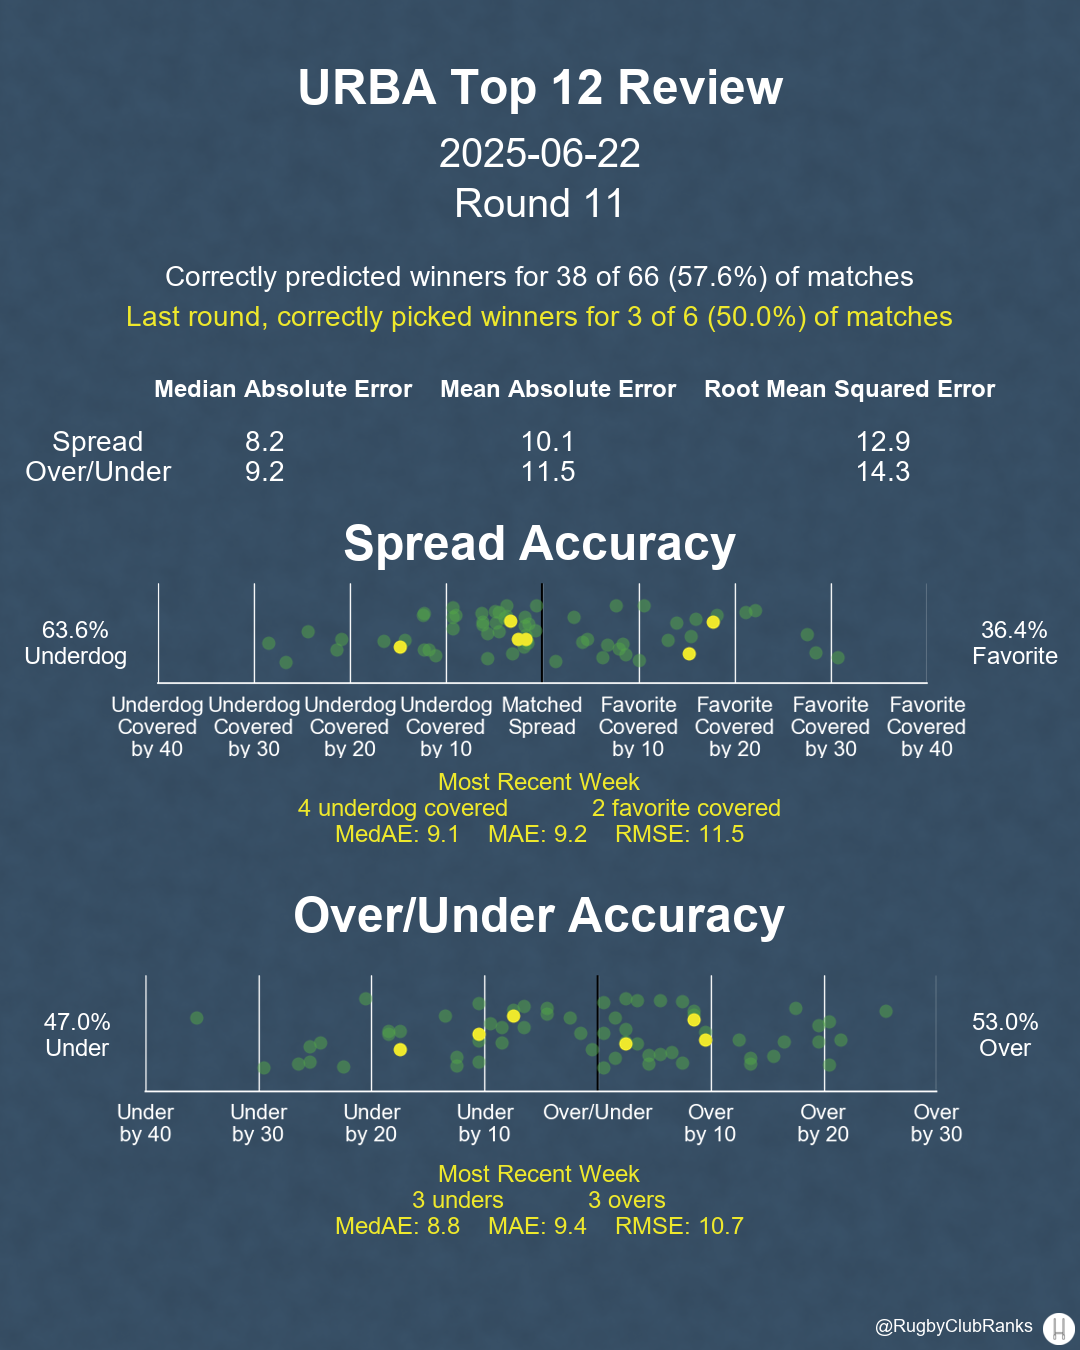 URBA Top 12 Review
2025-06-22
Round 11
Correctly predicted winners for 38 of 66 (57.6%) of matches
Last round, correctly picked winners for 3 of 6 (50.0%) of matches
Median Absolute Error Mean Absolute Error Root Mean Squared Error
Spread 8.2 10.1 12.9
Over/Under 9.2 11.5 14.3
Spread Accuracy
63.6% 36.4%
Underdog Favorite
Underdog Underdog Underdog Underdog Matched Favorite Favorite Favorite Favorite
Covered Covered Covered Covered Spread Covered Covered Covered Covered
by 40 by 30 by 20 by 10 by 10 by 20 by 30 by 40
Most Recent Week
4 underdog covered 2 favorite covered
MedAE: 9.1 MAE: 9.2 RMSE: 11.5
Over/Under Accuracy
47.0% 53.0%
Under Over
Under Under Under Under Over/Under Over Over Over
by 40 by 30 by 20 by 10 by 10 by 20 by 30
Most Recent Week
3 unders 3 overs
MedAE: 8.8 MAE: 9.4 RMSE: 10.7
@RugbyClubRanks